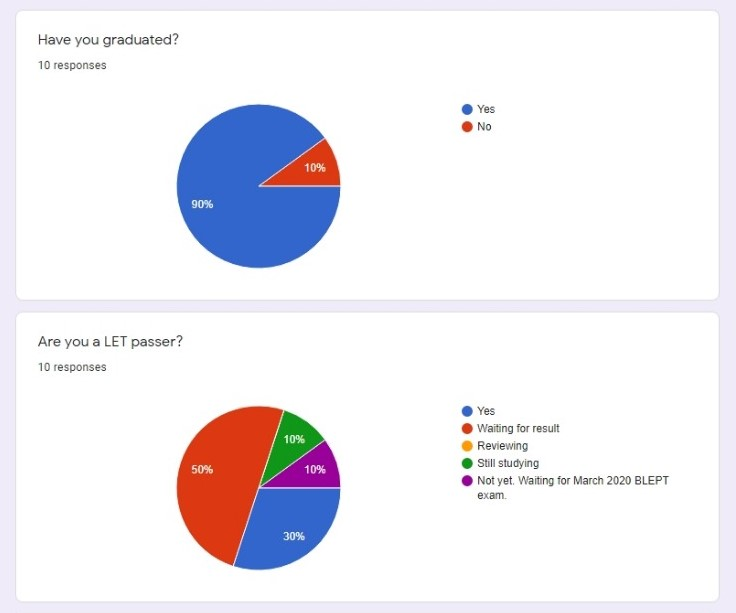 Have you graduated?
10 responses
Yes
No
10%
90%
Are you a LET passer?
10 responses
Yes
Waiting for result
Reviewing
Still studying
Not yet. Waiting for March 2020 BLEPT
exam.
10%
50%
10%
30%